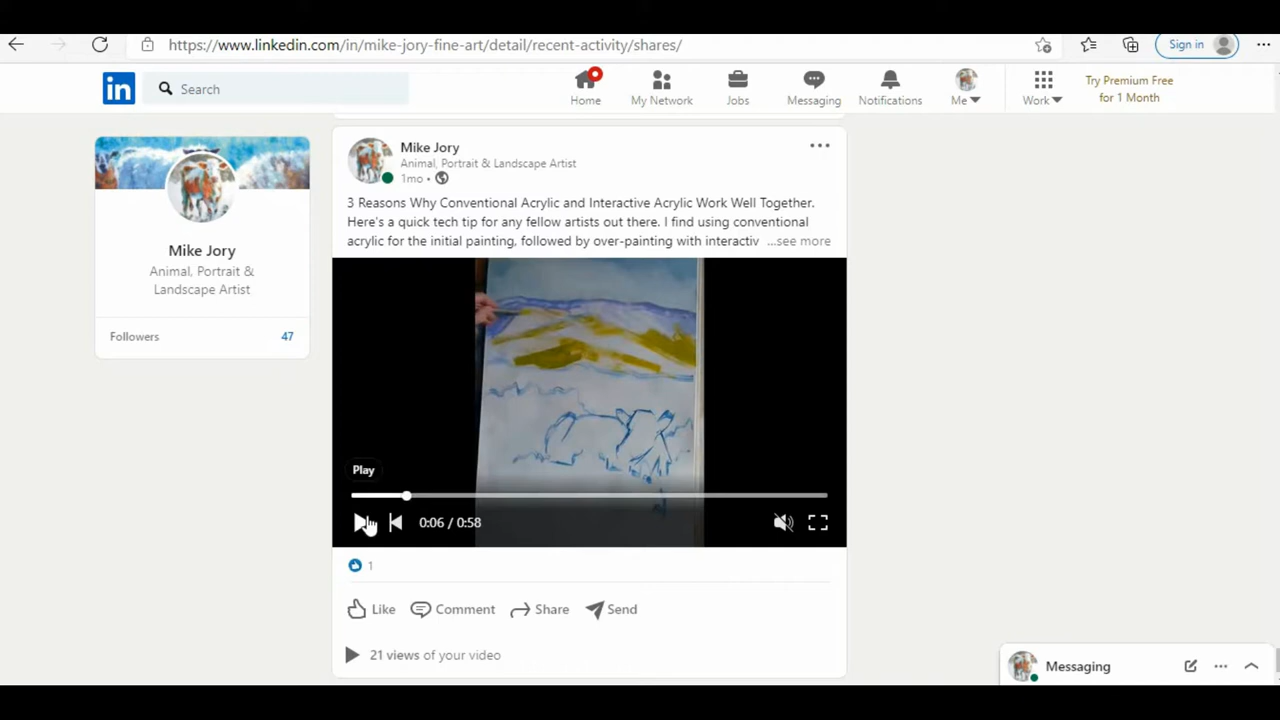 https://www.linkedin.com/in/mike-jory-fine-art/detail/recent-activity/shares/
Sign in
in
Search
Home
My Network
Jobs
Messaging
Notifications
Me
Work
Try Premium Free
for 1 Month
Mike Jory
Animal, Portrait &
Landscape Artist
Followers 47
Mike Jory
Animal, Portrait & Landscape Artist
1mo •
3 Reasons Why Conventional Acrylic and Interactive Acrylic Work Well Together.
Here's a quick tech tip for any fellow artists out there. I find using conventional
acrylic for the initial painting, followed by over-painting with interactiv ...see more
Play
0:06 / 0:58
1
Like Comment Share Send
21 views of your video
Messaging